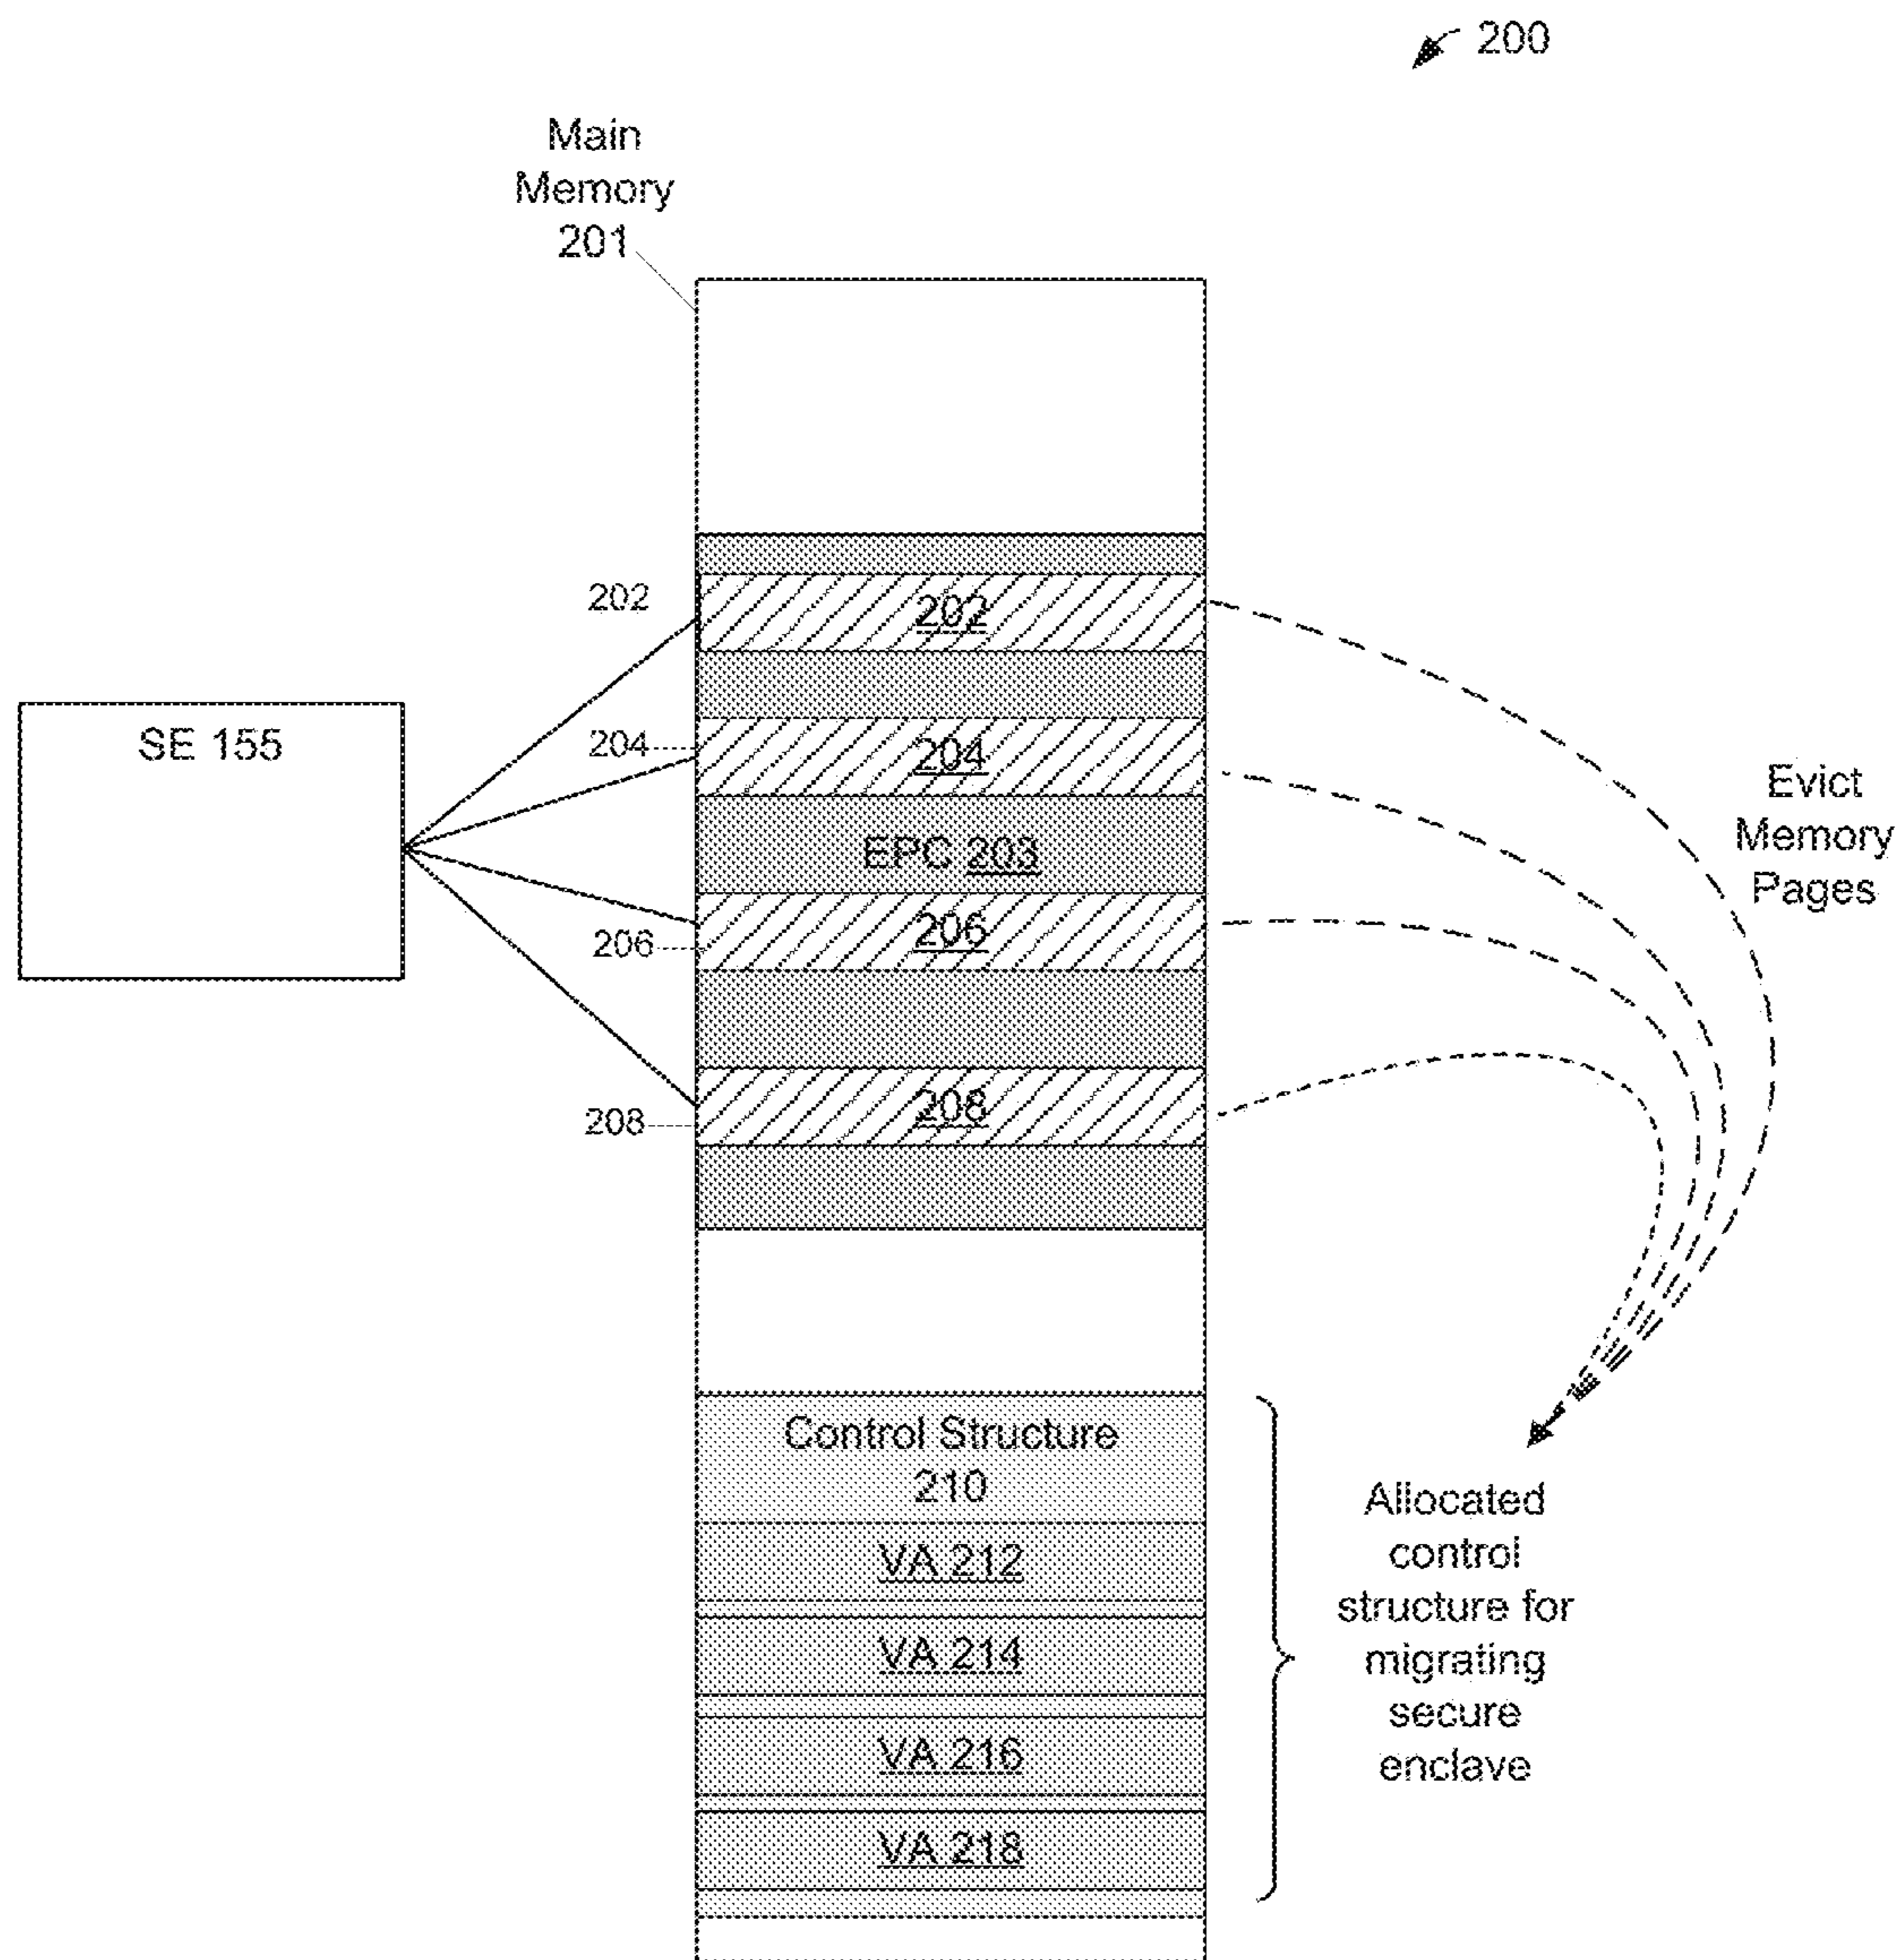 200
Main
Memory
201
202
202
SE 155
204
204
Evict
Memory
Pages
EPC 203
206
206
208
208
Control Structure
210
Allocated
control
structure for
migrating
secure
enclave
VA 212
VA 214
VA 216
VA 218